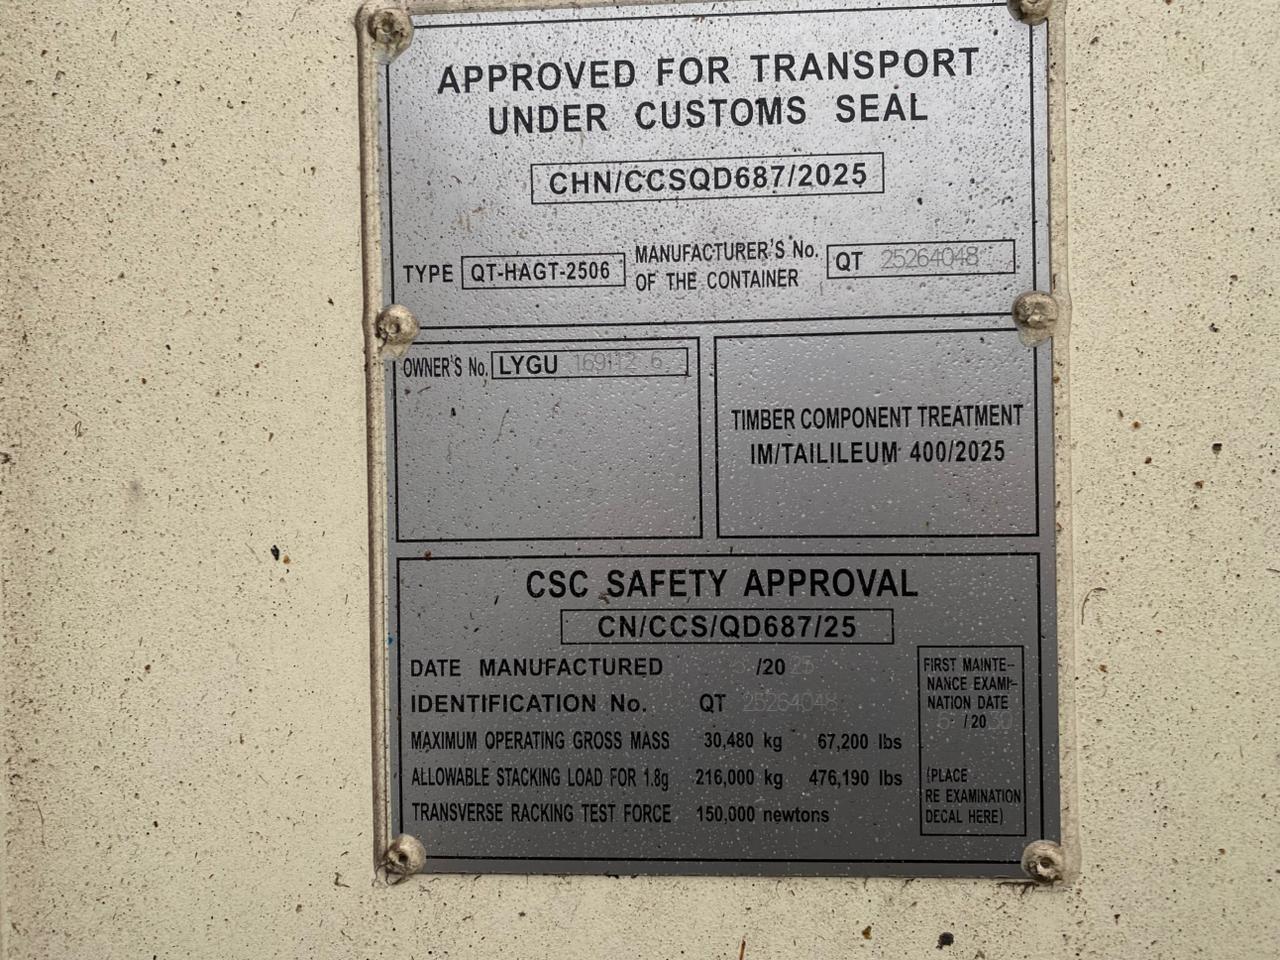 APPROVED FOR TRANSPORT
UNDER CUSTOMS SEAL
CHN/CCSQD687/2025
TYPE QT-HAGT-2506
MANUFACTURER'S No.
OF THE CONTAINER
QT 25264048
OWNER'S No. LYGU 169112 6
TIMBER COMPONENT TREATMENT
IM/TAILILEUM 400/2025
CSC SAFETY APPROVAL
CN/CCS/QD687/25
DATE MANUFACTURED /20 25
IDENTIFICATION No. QT 25264048
MAXIMUM OPERATING GROSS MASS 30,480 kg 67,200 lbs
ALLOWABLE STACKING LOAD FOR 1.8g 216,000 kg 476,190 lbs
TRANSVERSE RACKING TEST FORCE 150,000 newtons
FIRST MAINTE-
NANCE EXAMI-
NATION DATE
/20 30
(PLACE
RE EXAMINATION
DECAL HERE)